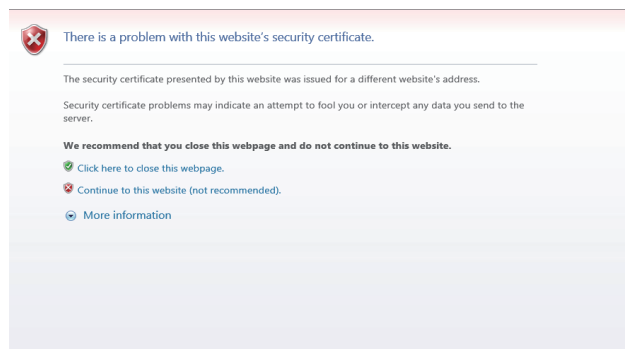 There is a problem with this website's security certificate.
The security certificate presented by this website was issued for a different website's address.
Security certificate problems may indicate an attempt to fool you or intercept any data you send to the
server.
We recommend that you close this webpage and do not continue to this website.
Click here to close this webpage.
Continue to this website (not recommended).
More information